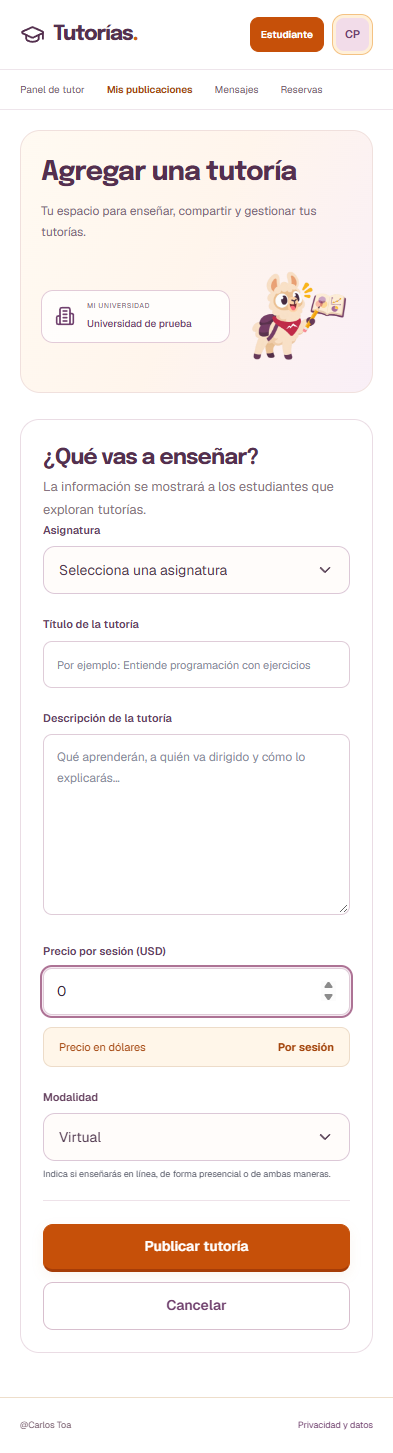 Tutorías.
Estudiante
CP
Panel de tutor
Mis publicaciones
Mensajes
Reservas
Agregar una tutoría
Tu espacio para enseñar, compartir y gestionar tus
tutorías.
MI UNIVERSIDAD
Universidad de prueba
¿Qué vas a enseñar?
La información se mostrará a los estudiantes que
exploran tutorías.
Asignatura
Selecciona una asignatura
Título de la tutoría
Por ejemplo: Entiende programación con ejercicios
Descripción de la tutoría
Qué aprenderán, a quién va dirigido y cómo lo
explicarás…
Precio por sesión (USD)
0
Precio en dólares
Por sesión
Modalidad
Virtual
Indica si enseñarás en línea, de forma presencial o de ambas maneras.
Publicar tutoría
Cancelar
@Carlos Toa
Privacidad y datos